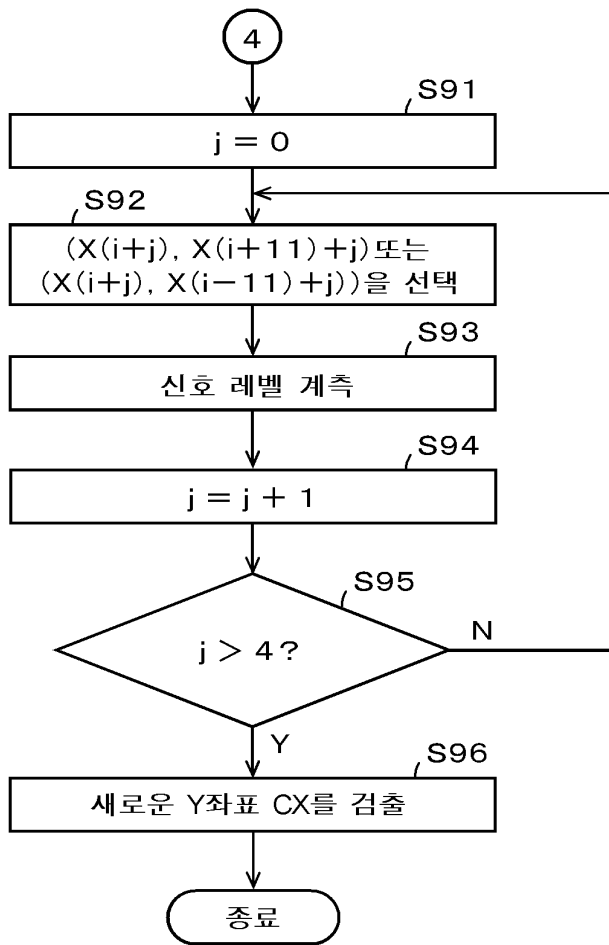 4
S91
j = 0
S92
(X(i+j), X(i+11)+j)또는
(X(i+j), X(i-11)+j))을 선택
S93
신호 레벨 계측
S94
j = j + 1
S95
j > 4?
N
Y
S96
새로운 Y좌표 CX를 검출
종료